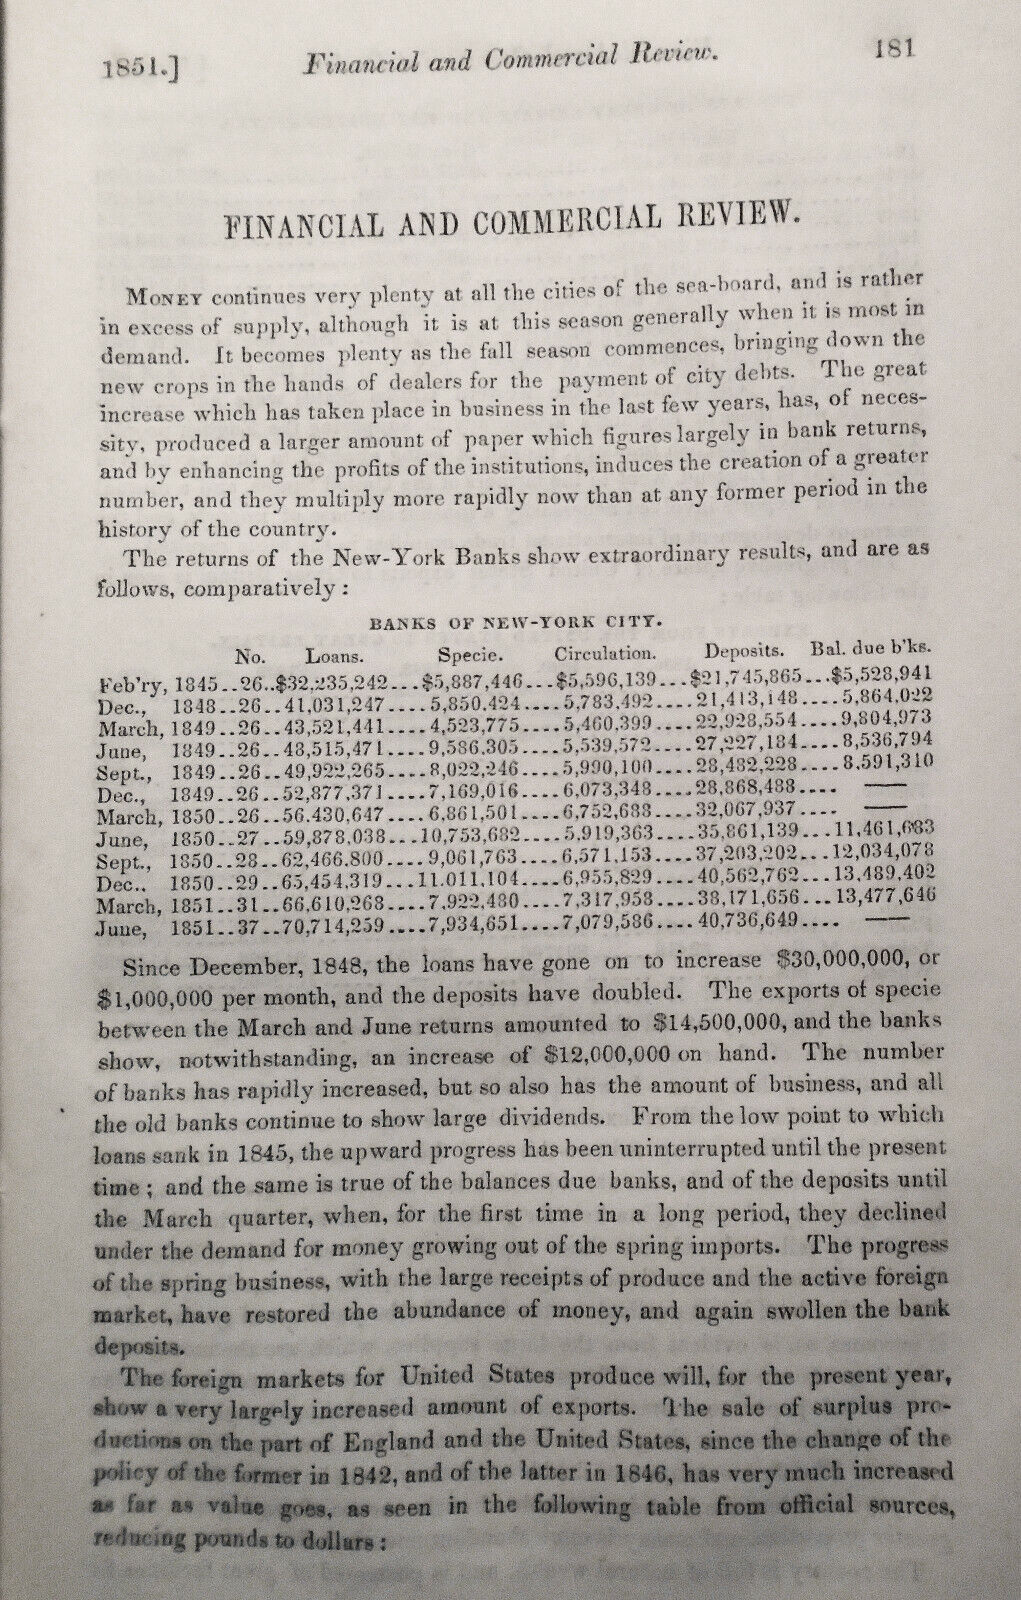 1851.] Financial and Commercial Review. 181
FINANCIAL AND COMMERCIAL REVIEW.
MONEY continues very plenty at all the cities of the sea-board, and is rather
in excess of supply, although it is at this season generally when it is most in
demand. It becomes plenty as the fall season commences, bringing down the
new crops in the hands of dealers for the payment of city debts. The great
increase which has taken place in business in the last few years, has, of neces-
sity, produced a larger amount of paper which figures largely in bank returns,
and by enhancing the profits of the institutions, induces the creation of a greater
number, and they multiply more rapidly now than at any former period in the
history of the country.
The returns of the New-York Banks show extraordinary results, and are as
follows, comparatively :
BANKS OF NEW-YORK CITY.
No. Loans. Specie. Circulation. Deposits. Bal. due b'ks.
Feb'ry, 1845..26..$32,235,242...$5,887,446...$5,596,139...$21,745,865...$5,528,941
Dec., 1848..26..41,031,247....5,850.424....5,783,492....21,413,148....5,864,022
March, 1849..26..43,521,441....4,523,775....5,460,399....22,928,554....9,804,973
June, 1849..26..48,515,471....9,586.305....5,539,572....27,227,184....8,536,794
Sept., 1849..26..49,922,265....8,022,246....5,990,100....28,482,228....8.591,310
Dec., 1849..26..52,877,371....7,169,016....6,073,348....28,868,488.... ——
March, 1850..26..56.430,647....6,861,501....6,752,688....32,067,937.... ——
June, 1850..27..59,878,038...10,753,682....5,919,363....35,861,139...11,461,683
Sept., 1850..28..62,466.800....9,061,763....6,571,153....37,203,202...12,034,078
Dec.. 1850..29..65,454,319...11.011,104....6,955,829....40,562,762...13,489,402
March, 1851..31..66,610,268....7,922,480....7,317,958....38,171,656...13,477,646
June, 1851..37..70,714,259....7,934,651....7,079,586....40,736,649.... ——
Since December, 1848, the loans have gone on to increase $30,000,000, or
$1,000,000 per month, and the deposits have doubled. The exports of specie
between the March and June returns amounted to $14,500,000, and the banks
show, notwithstanding, an increase of $12,000,000 on hand. The number
of banks has rapidly increased, but so also has the amount of business, and all
the old banks continue to show large dividends. From the low point to which
loans sank in 1845, the upward progress has been uninterrupted until the present
time ; and the same is true of the balances due banks, and of the deposits until
the March quarter, when, for the first time in a long period, they declined
under the demand for money growing out of the spring imports. The progress
of the spring business, with the large receipts of produce and the active foreign
market, have restored the abundance of money, and again swollen the bank
deposits.
The foreign markets for United States produce will, for the present year,
show a very largely increased amount of exports. The sale of surplus pro-
ductions on the part of England and the United States, since the change of the
policy of the former in 1842, and of the latter in 1846, has very much increased
as far as value goes, as seen in the following table from official sources,
reducing pounds to dollars :